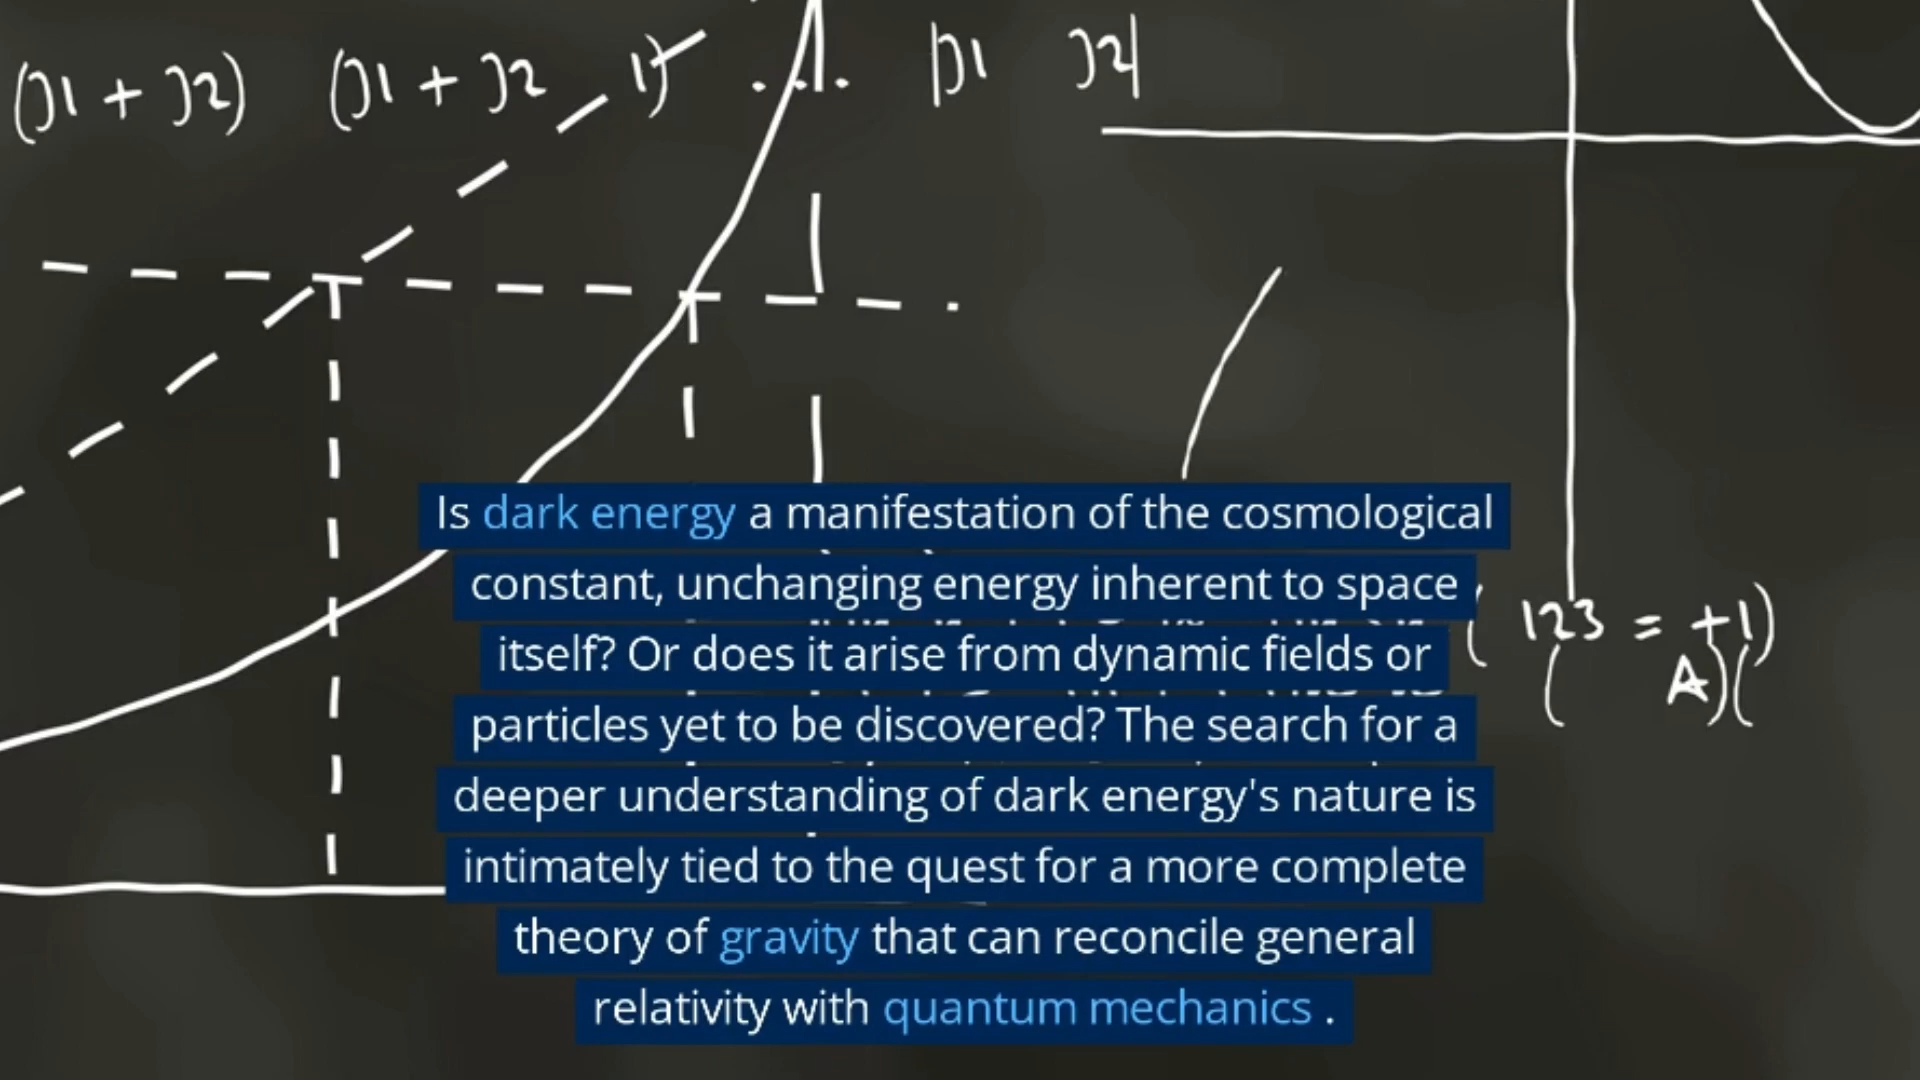 (J1 + J2) (J1 + J2 1) . . . |J1 J2|
Is dark energy a manifestation of the cosmological
constant, unchanging energy inherent to space
itself? Or does it arise from dynamic fields or
particles yet to be discovered? The search for a
deeper understanding of dark energy's nature is
intimately tied to the quest for a more complete
theory of gravity that can reconcile general
relativity with quantum mechanics .
( 123 = +1)
( A)(